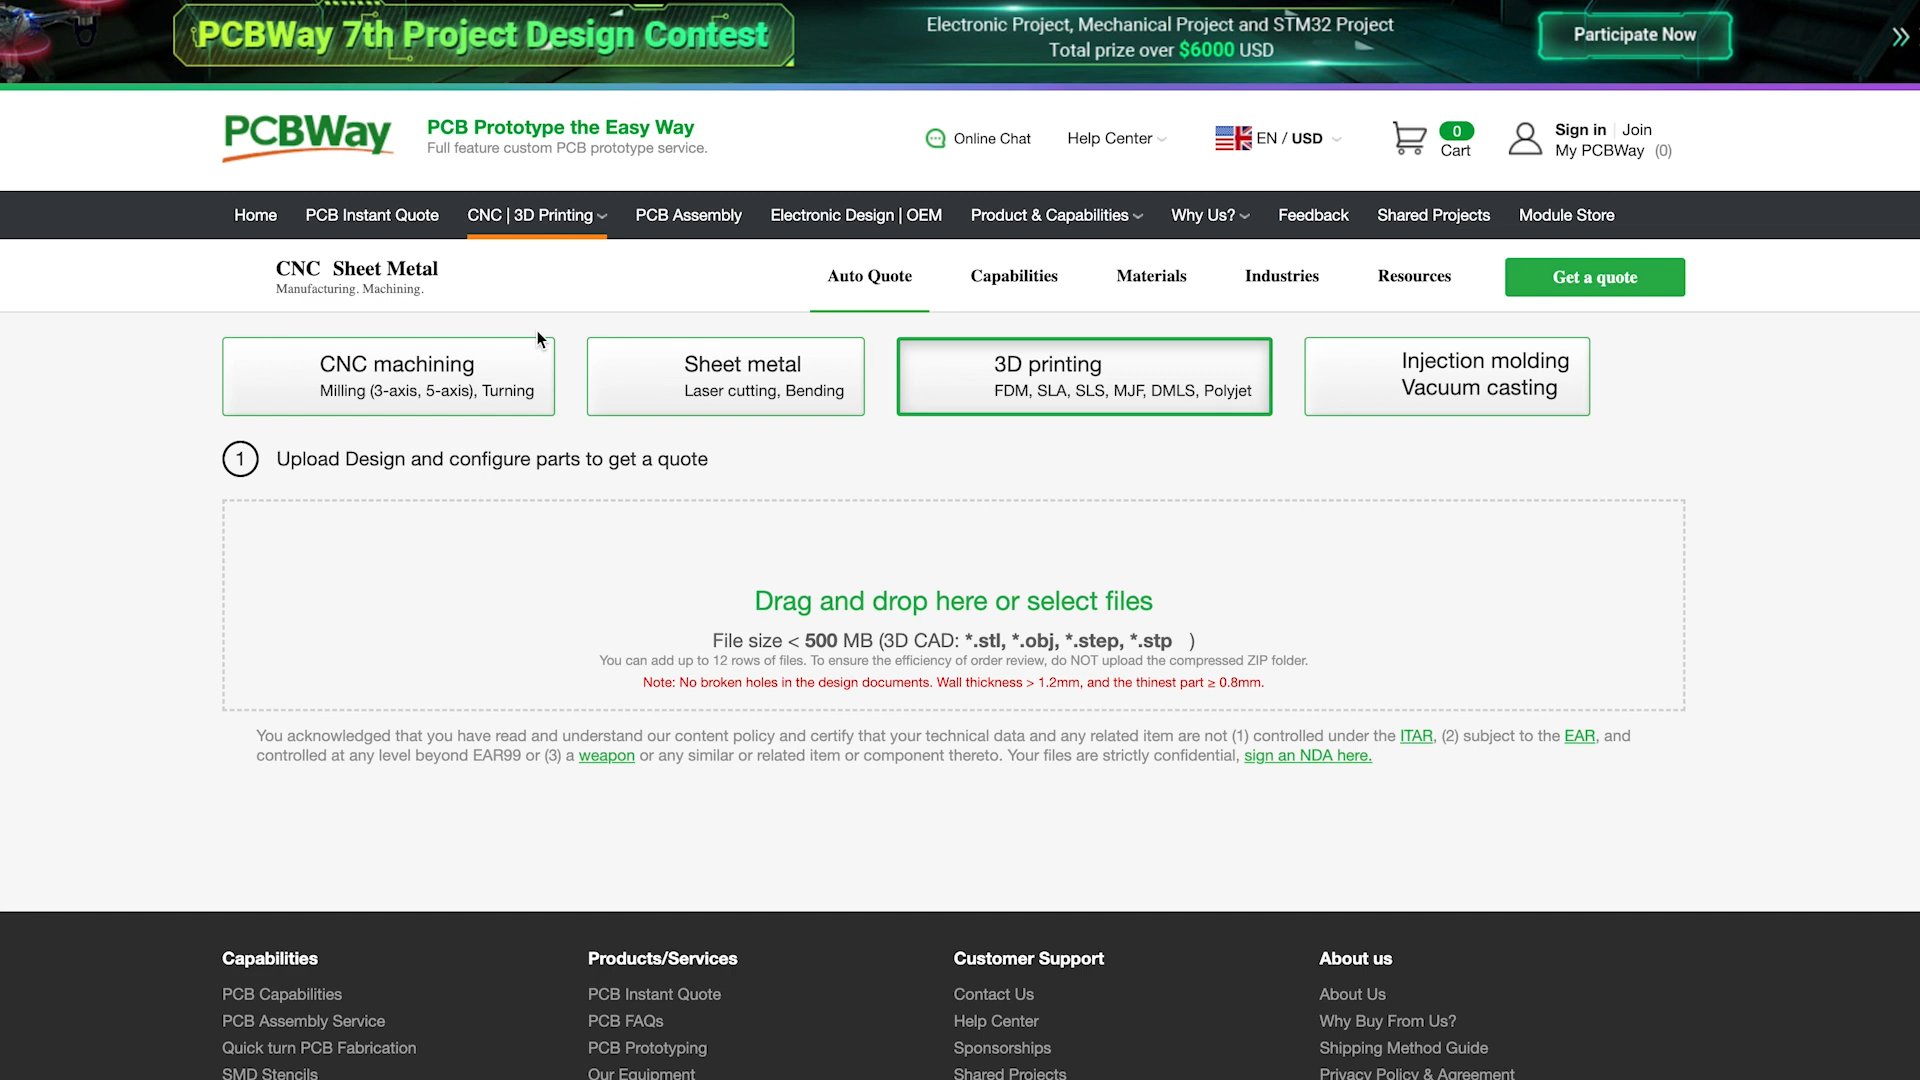 PCBWay 7th Project Design Contest
Electronic Project, Mechanical Project and STM32 Project
Total prize over $6000 USD
Participate Now
PCBWay
PCB Prototype the Easy Way
Full feature custom PCB prototype service.
Online Chat
Help Center
EN / USD
0
Cart
Sign in | Join
My PCBWay (0)
Home
PCB Instant Quote
CNC | 3D Printing
PCB Assembly
Electronic Design | OEM
Product & Capabilities
Why Us?
Feedback
Shared Projects
Module Store
CNC Sheet Metal
Manufacturing. Machining.
Auto Quote
Capabilities
Materials
Industries
Resources
Get a quote
CNC machining
Milling (3-axis, 5-axis), Turning
Sheet metal
Laser cutting, Bending
3D printing
FDM, SLA, SLS, MJF, DMLS, Polyjet
Injection molding
Vacuum casting
1 Upload Design and configure parts to get a quote
Drag and drop here or select files
File size < 500 MB (3D CAD: *.stl, *.obj, *.step, *.stp )
You can add up to 12 rows of files. To ensure the efficiency of order review, do NOT upload the compressed ZIP folder.
Note: No broken holes in the design documents. Wall thickness > 1.2mm, and the thinest part ≥ 0.8mm.
You acknowledged that you have read and understand our content policy and certify that your technical data and any related item are not (1) controlled under the ITAR, (2) subject to the EAR, and
controlled at any level beyond EAR99 or (3) a weapon or any similar or related item or component thereto. Your files are strictly confidential, sign an NDA here.
Capabilities
PCB Capabilities
PCB Assembly Service
Quick turn PCB Fabrication
SMD Stencils
Products/Services
PCB Instant Quote
PCB FAQs
PCB Prototyping
Our Equipment
Customer Support
Contact Us
Help Center
Sponsorships
Shared Projects
About us
About Us
Why Buy From Us?
Shipping Method Guide
Privacy Policy & Agreement